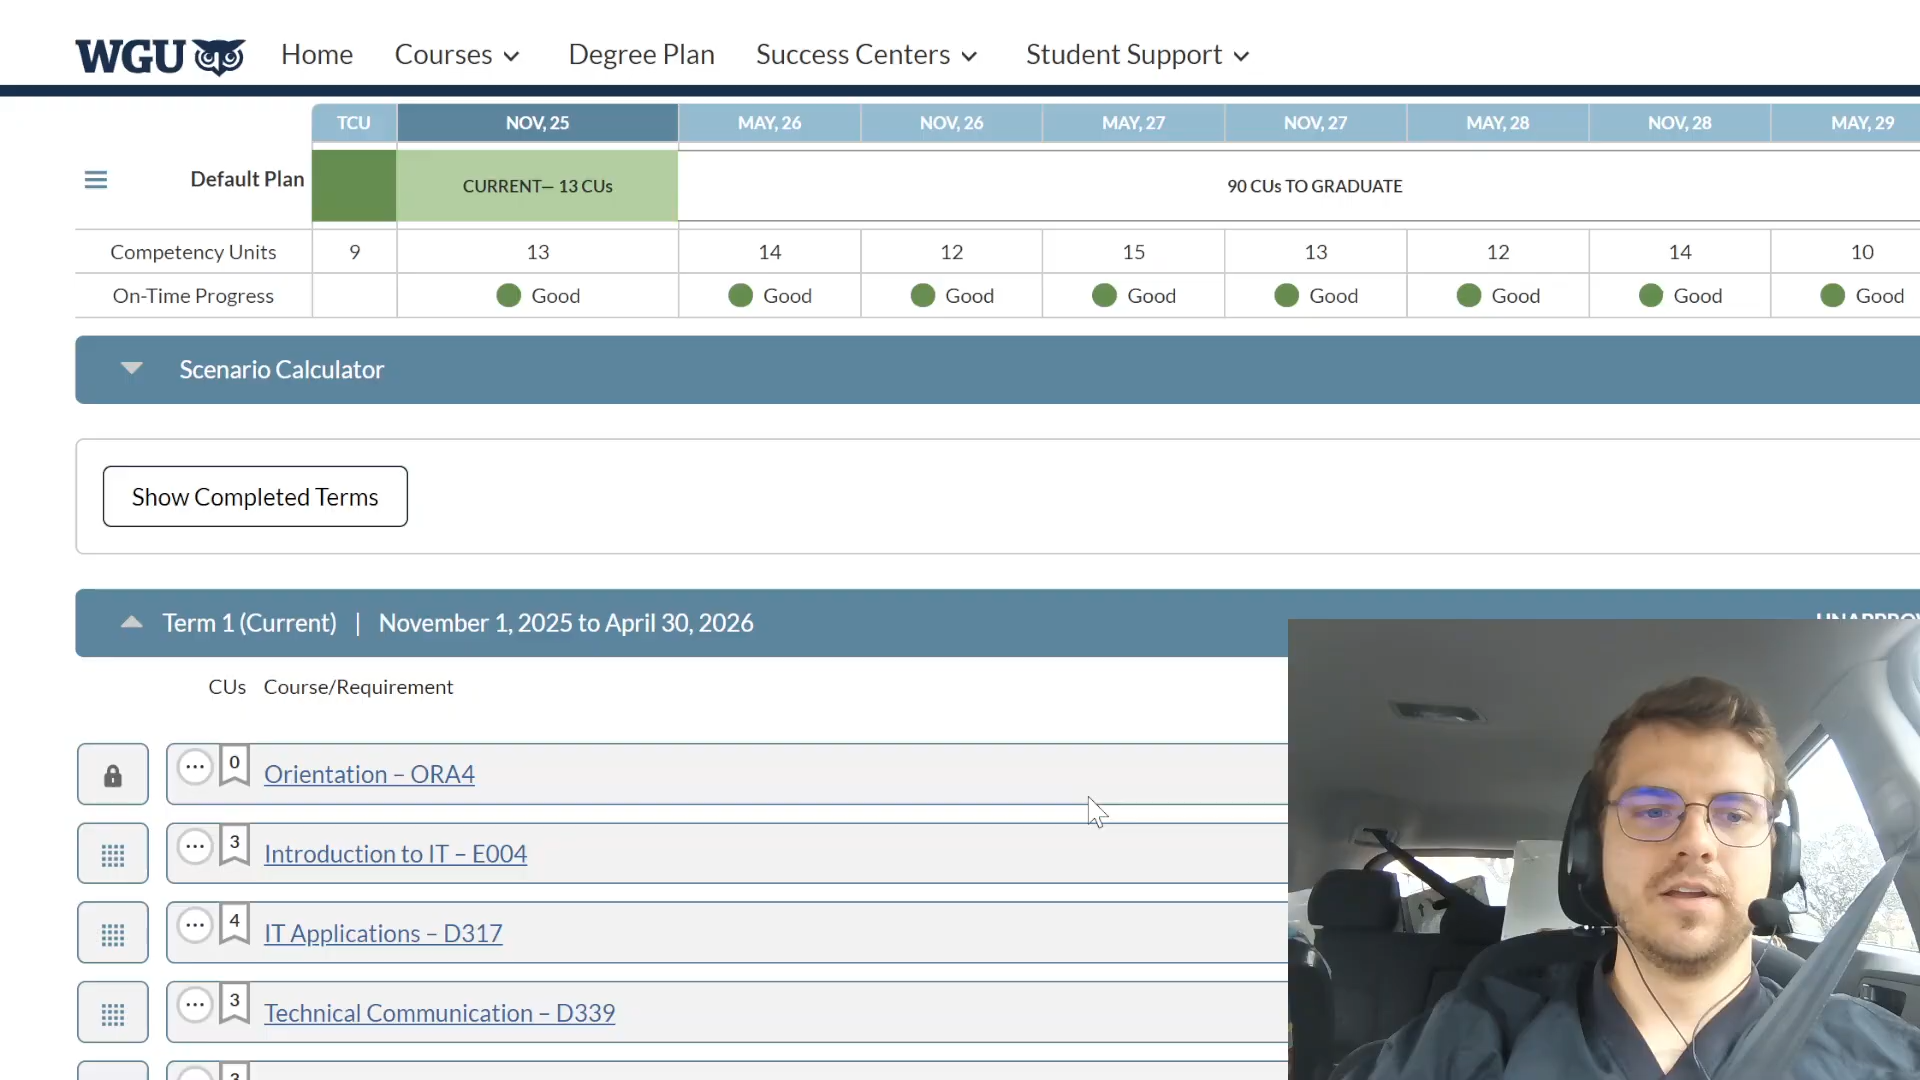 WGU Home Courses Degree Plan Success Centers Student Support
TCU NOV, 25 MAY, 26 NOV, 26 MAY, 27 NOV, 27 MAY, 28 NOV, 28 MAY, 29
Default Plan CURRENT— 13 CUs 90 CUs TO GRADUATE
Competency Units 9 13 14 12 15 13 12 14 10
On-Time Progress Good Good Good Good Good Good Good Good
Scenario Calculator
Show Completed Terms
Term 1 (Current) | November 1, 2025 to April 30, 2026
CUs Course/Requirement
0 Orientation – ORA4
3 Introduction to IT – E004
4 IT Applications – D317
3 Technical Communication – D339
3